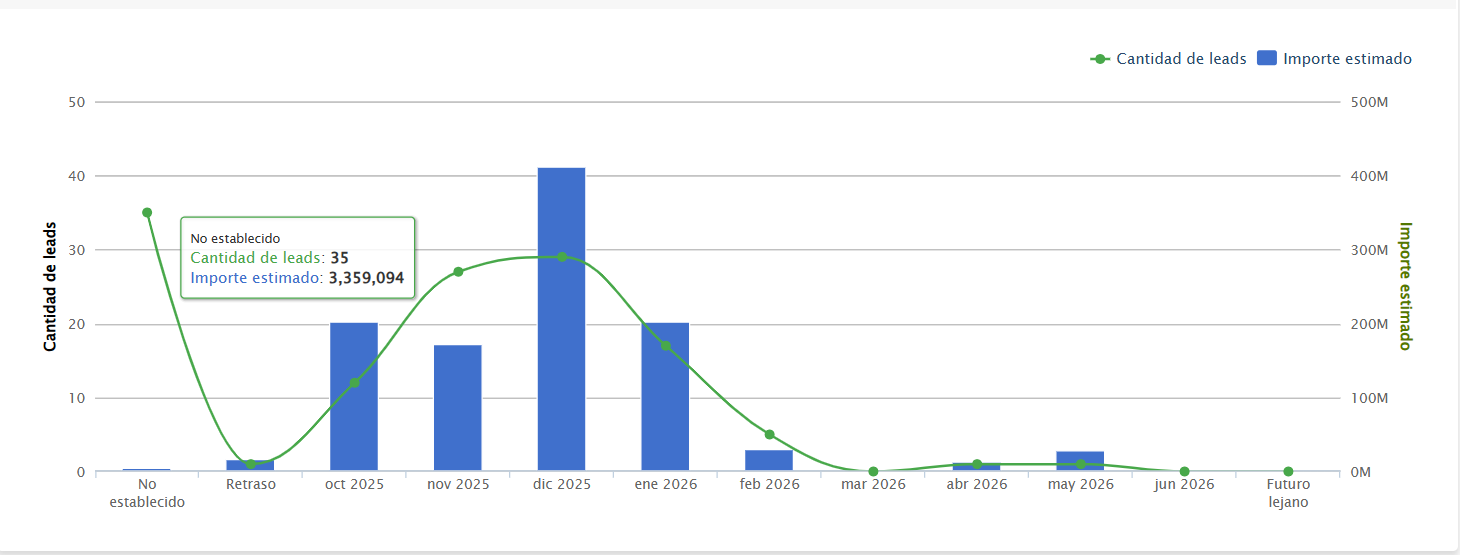 Cantidad de leads Importe estimado
50 500M
40 400M
30 300M
20 200M
10 100M
0 0M
Cantidad de leads
Importe estimado
No establecido
Cantidad de leads: 35
Importe estimado: 3,359,094
No establecido Retraso oct 2025 nov 2025 dic 2025 ene 2026 feb 2026 mar 2026 abr 2026 may 2026 jun 2026 Futuro lejano